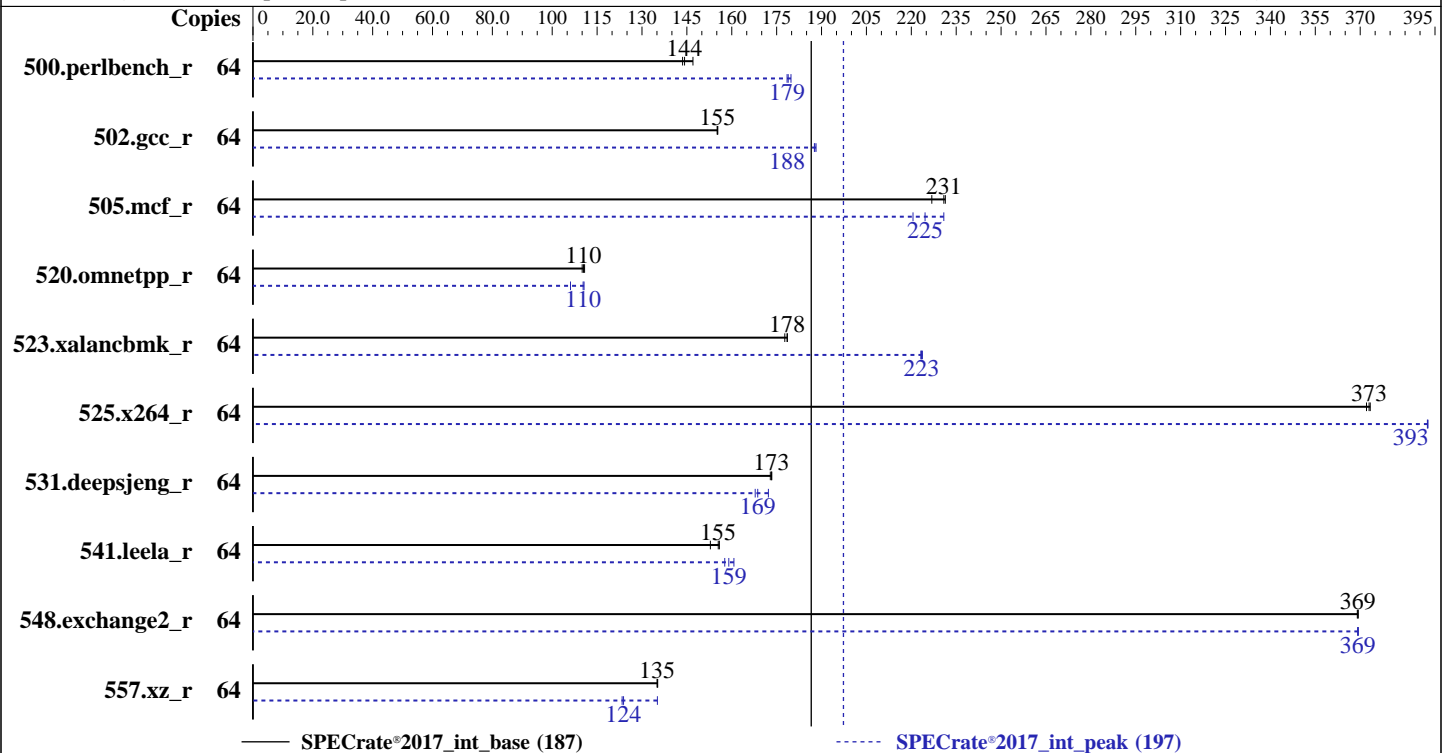 Copies 0 20.0 40.0 60.0 80.0 100 115 130 145 160 175 190 205 220 235 250 265 280 295 310 325 340 355 370 395
144
500.perlbench_r 64
179
155
502.gcc_r 64
188
231
505.mcf_r 64
225
110
520.omnetpp_r 64
110
178
523.xalancbmk_r 64
223
373
525.x264_r 64
393
173
531.deepsjeng_r 64
169
155
541.leela_r 64
159
369
548.exchange2_r 64
369
135
557.xz_r 64
124
SPECrate®2017_int_base (187) SPECrate®2017_int_peak (197)